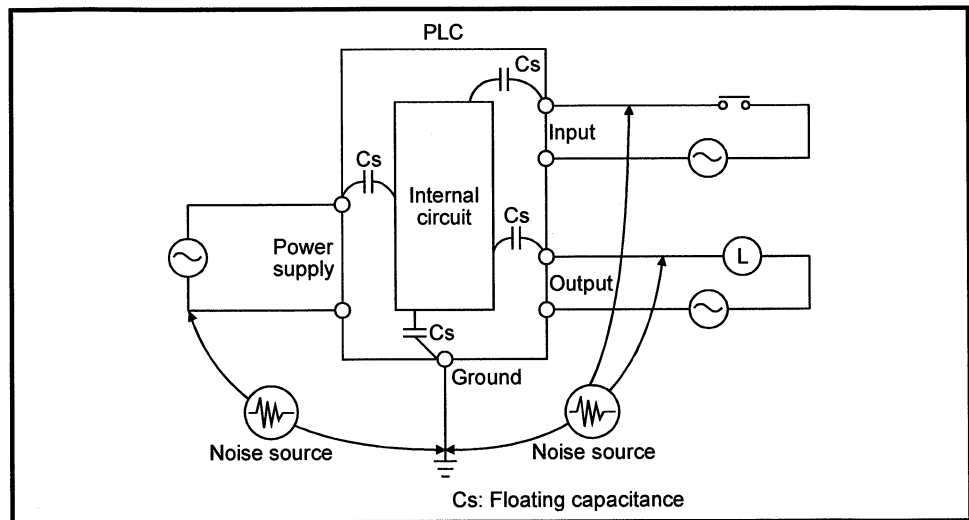 PLC
Cs
Input
Cs
Internal
circuit
Cs
Power
supply
Output
L
Cs
Ground
Noise source
Noise source
Cs: Floating capacitance